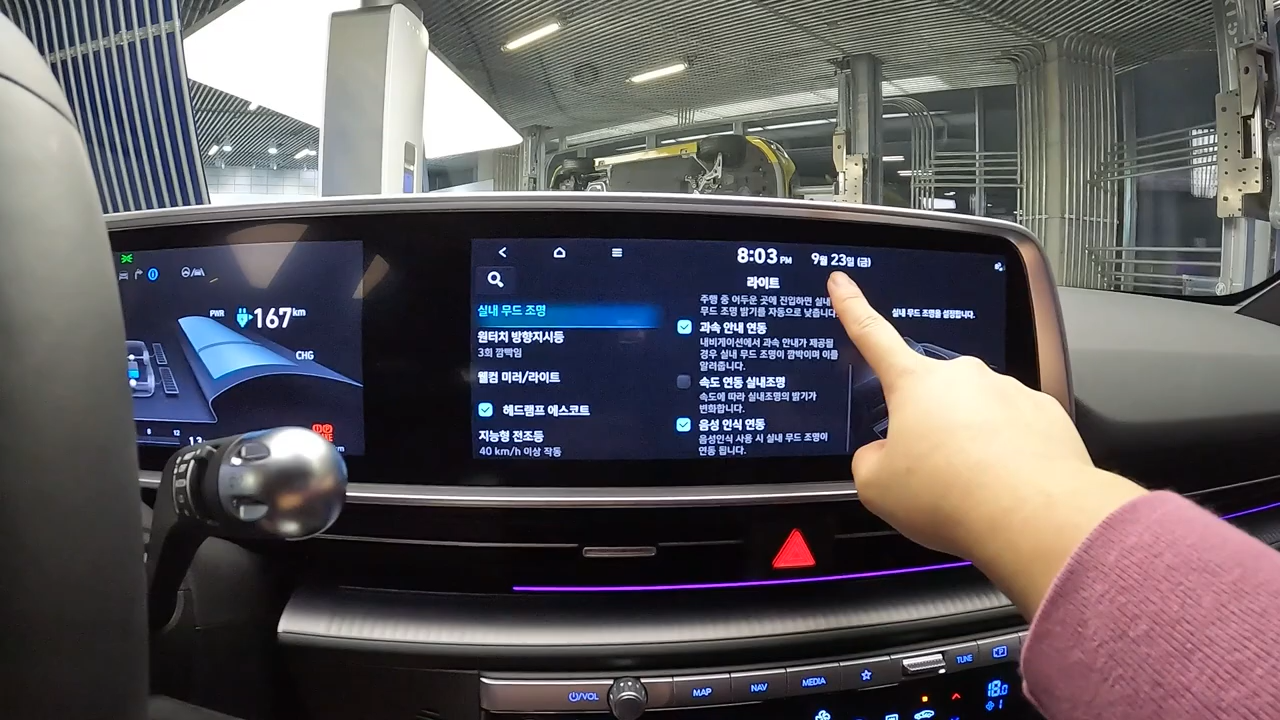 8:03 PM 9월 23일 (금)
라이트
실내 무드 조명
원터치 방향지시등
3회 깜박임
웰컴 미러/라이트
헤드램프 에스코트
지능형 전조등
40 km/h 이상 작동
주행 중 어두운 곳에 진입하면 실내
무드 조명 밝기를 자동으로 낮춥니다.
과속 안내 연동
내비게이션에서 과속 안내가 제공될
경우 실내 무드 조명이 깜박이며 이를
알려줍니다.
속도 연동 실내조명
속도에 따라 실내조명의 밝기가
변화합니다.
음성 인식 연동
음성인식 사용 시 실내 무드 조명이
연동 됩니다.
실내 무드 조명을 설정합니다.
PWR
167 km
CHG
0 8 12
VOL
MAP
NAV
MEDIA
TUNE
18.0
1